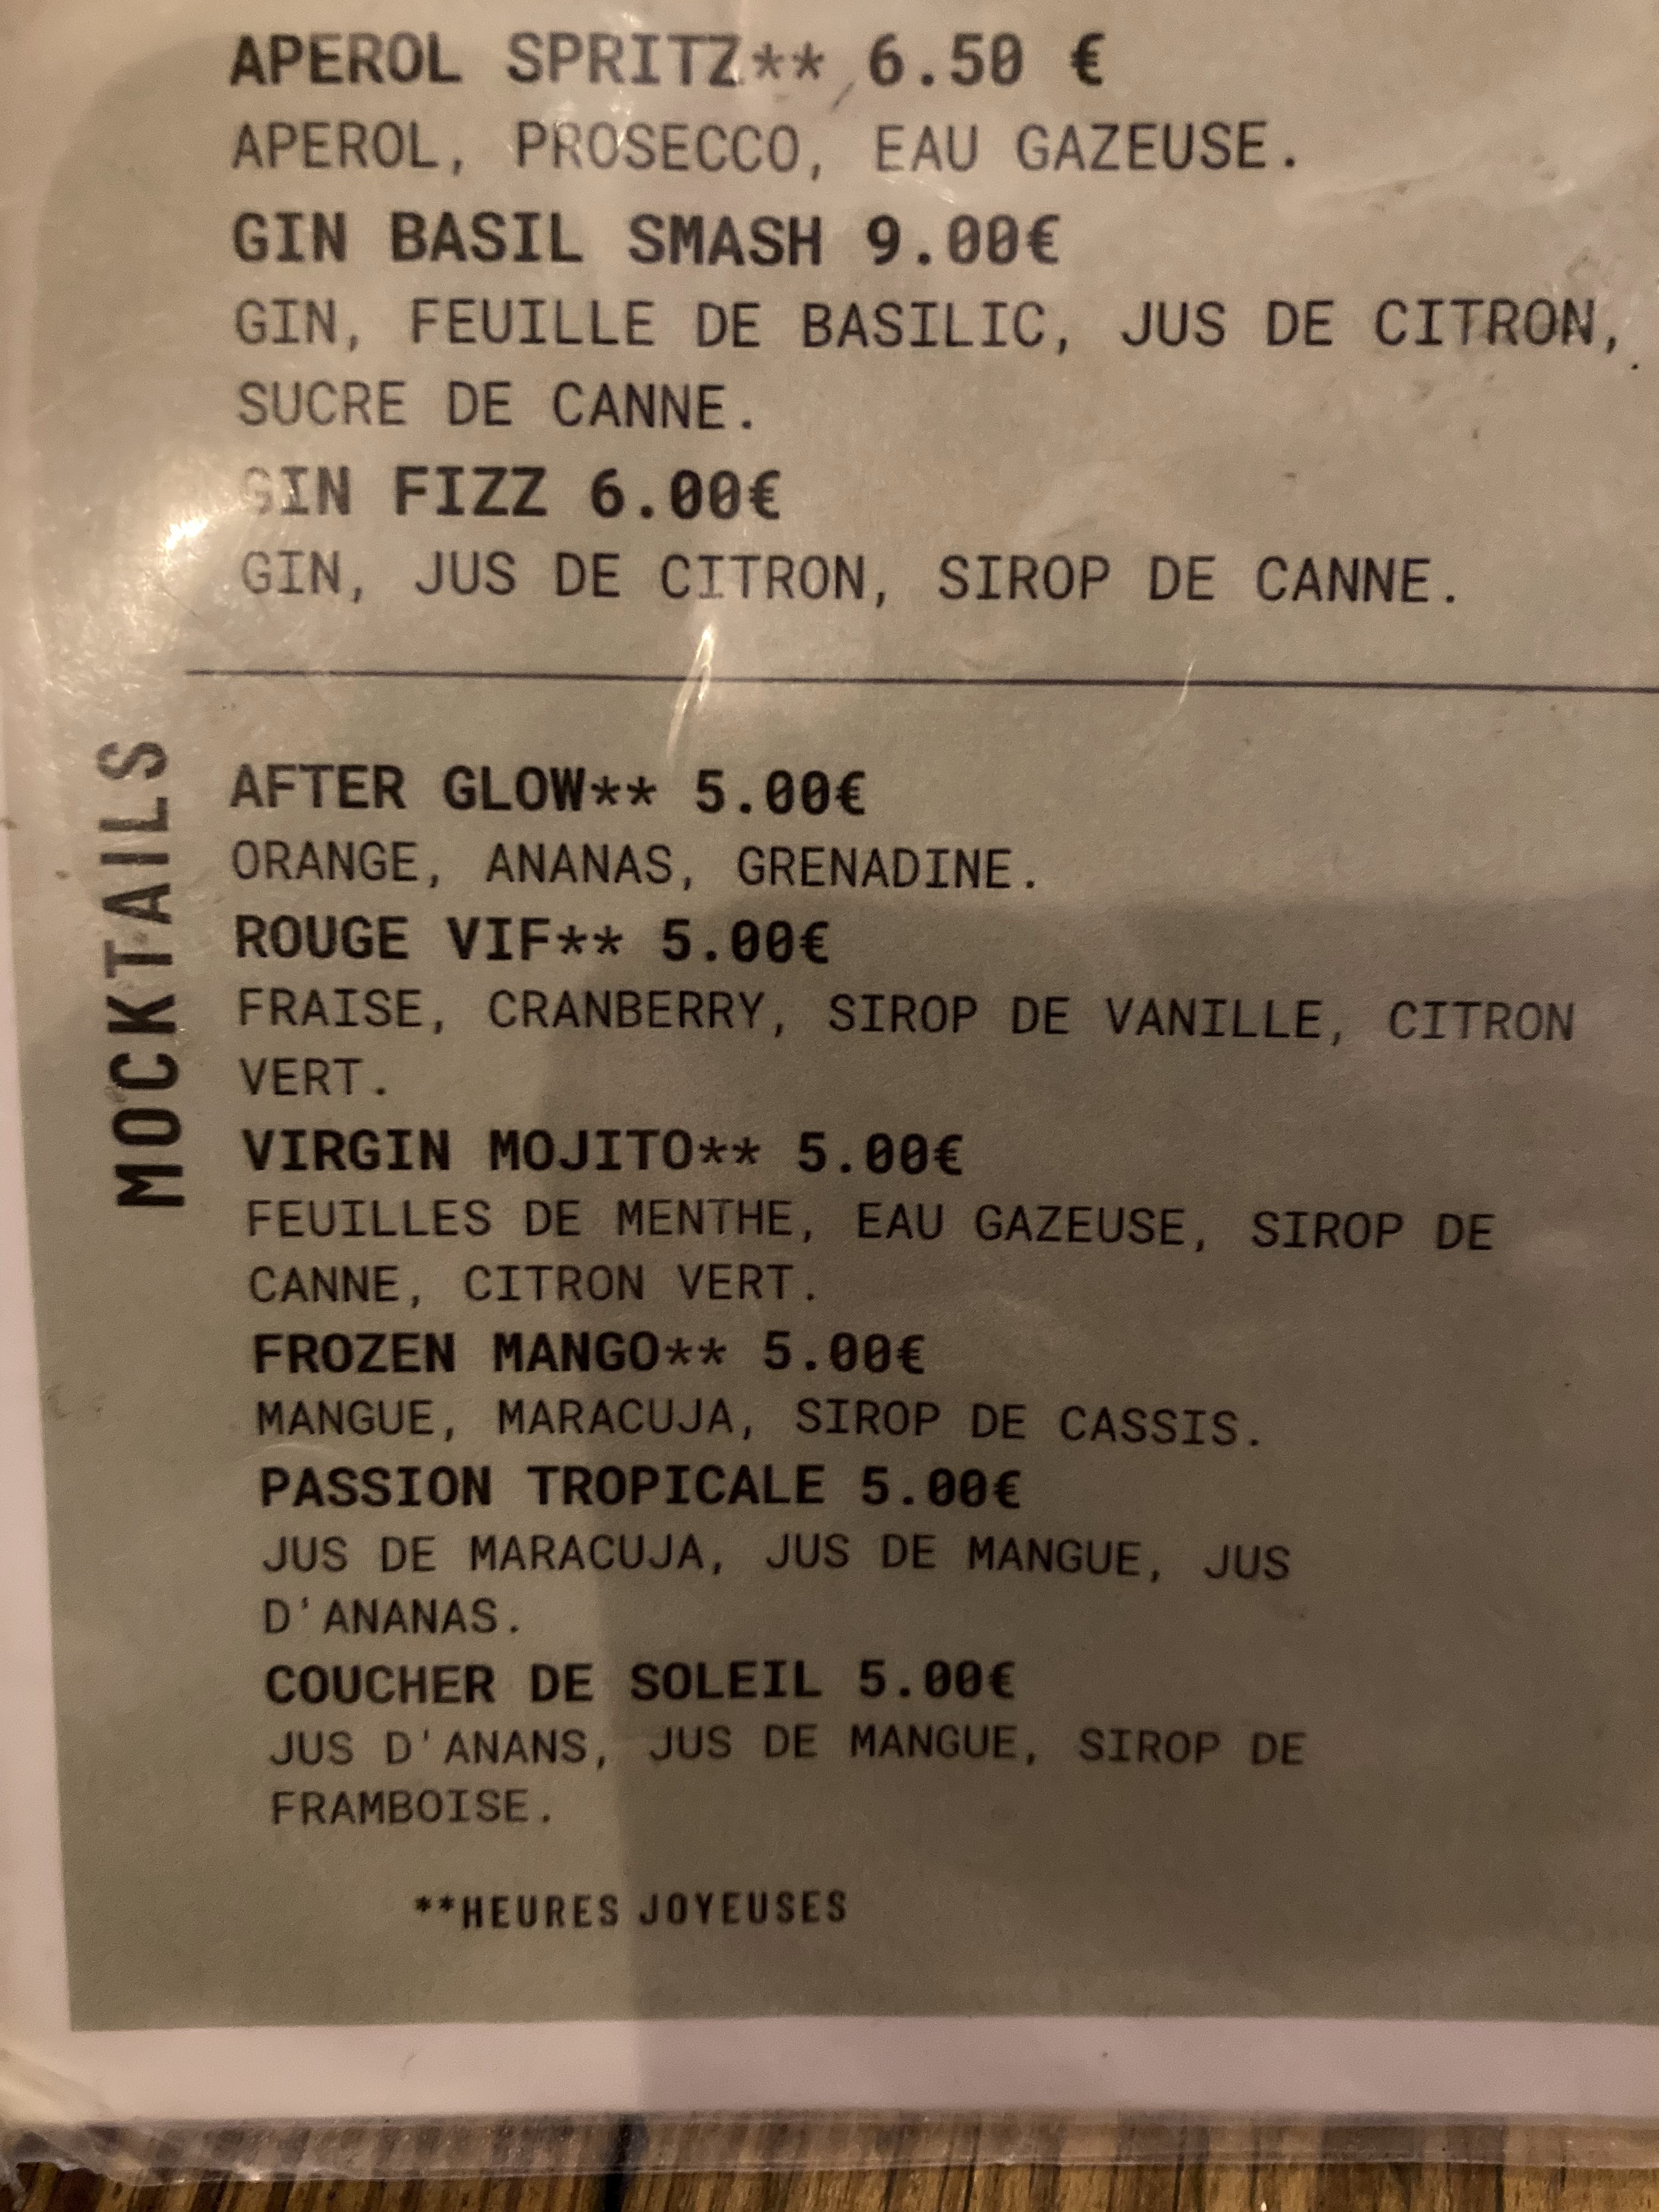 APEROL SPRITZ** 6.50 €
APEROL, PROSECCO, EAU GAZEUSE.
GIN BASIL SMASH 9.00€
GIN, FEUILLE DE BASILIC, JUS DE CITRON,
SUCRE DE CANNE.
GIN FIZZ 6.00€
GIN, JUS DE CITRON, SIROP DE CANNE.
MOCKTAILS
AFTER GLOW** 5.00€
ORANGE, ANANAS, GRENADINE.
ROUGE VIF** 5.00€
FRAISE, CRANBERRY, SIROP DE VANILLE, CITRON
VERT.
VIRGIN MOJITO** 5.00€
FEUILLES DE MENTHE, EAU GAZEUSE, SIROP DE
CANNE, CITRON VERT.
FROZEN MANGO** 5.00€
MANGUE, MARACUJA, SIROP DE CASSIS.
PASSION TROPICALE 5.00€
JUS DE MARACUJA, JUS DE MANGUE, JUS
D'ANANAS.
COUCHER DE SOLEIL 5.00€
JUS D'ANANS, JUS DE MANGUE, SIROP DE
FRAMBOISE.
**HEURES JOYEUSES